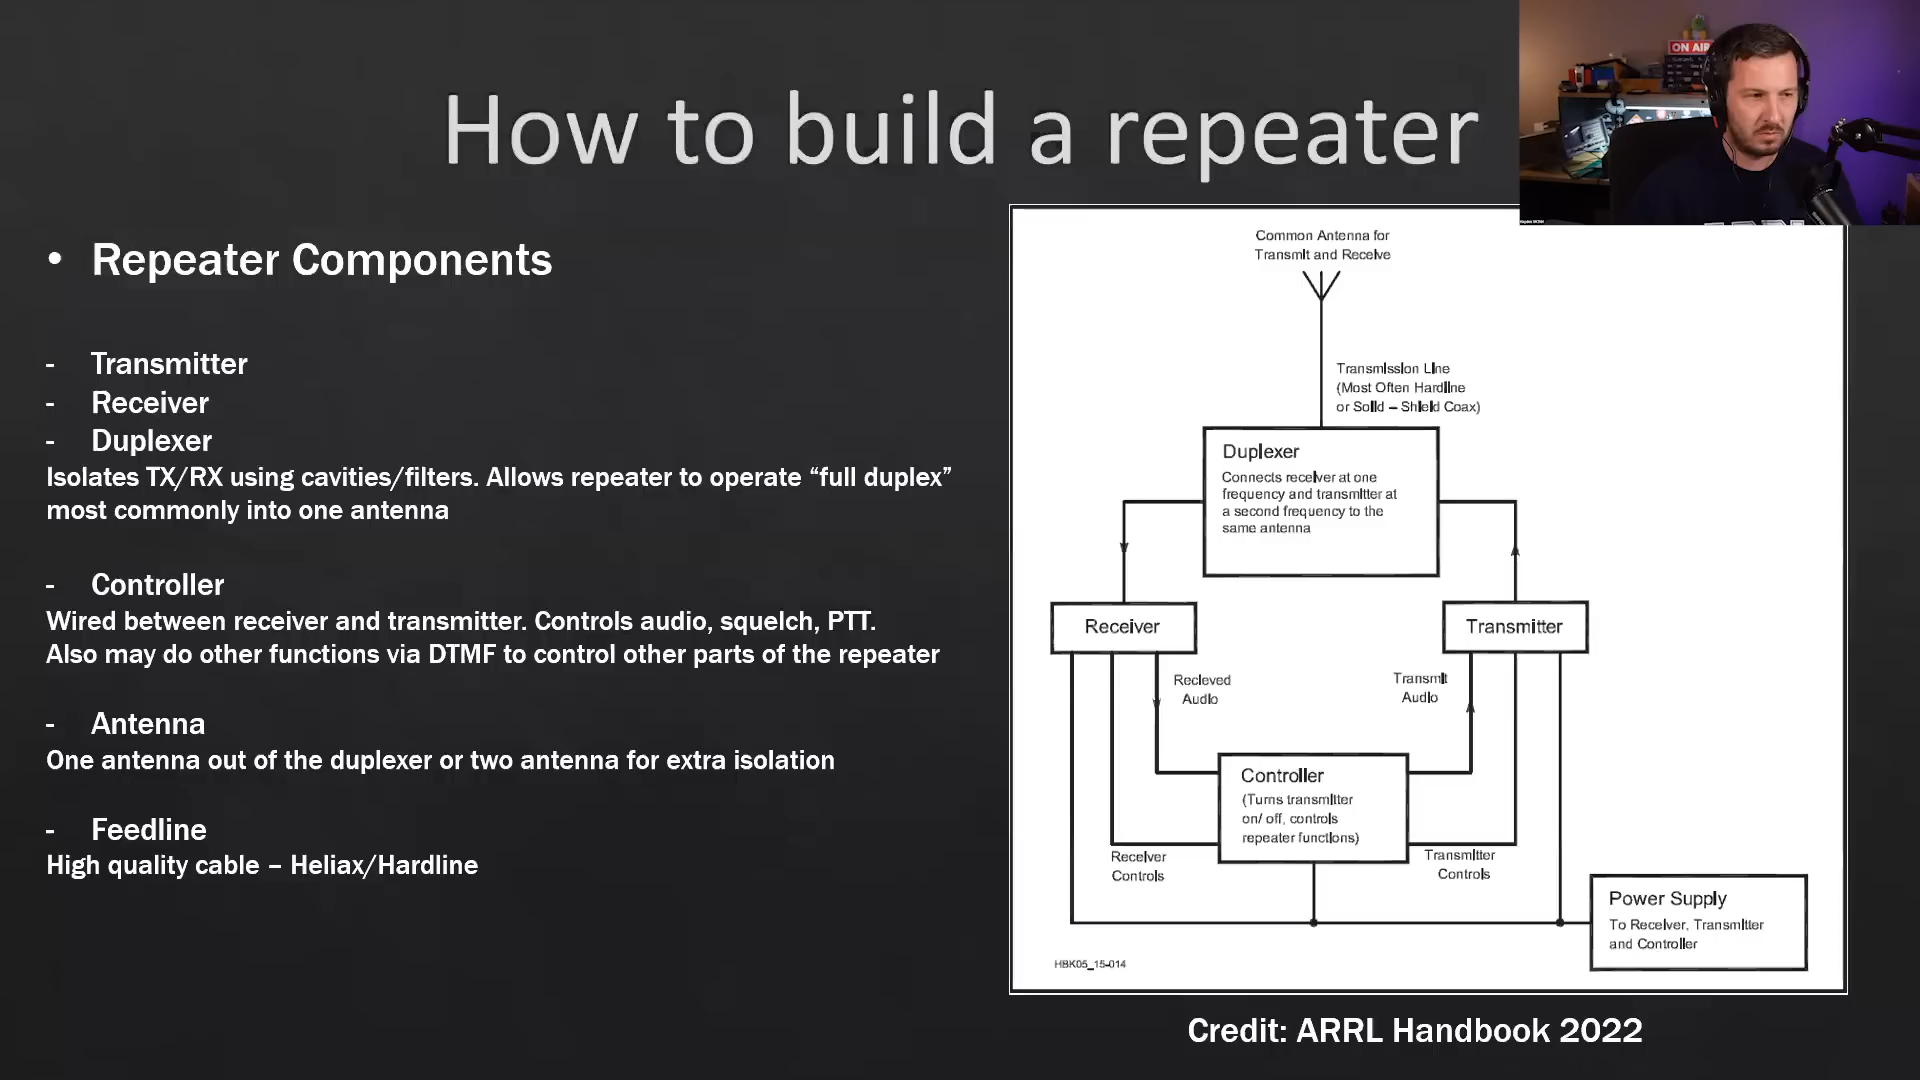 How to build a repeater
ON AIR
• Repeater Components
- Transmitter
- Receiver
- Duplexer
Isolates TX/RX using cavities/filters. Allows repeater to operate “full duplex”
most commonly into one antenna
- Controller
Wired between receiver and transmitter. Controls audio, squelch, PTT.
Also may do other functions via DTMF to control other parts of the repeater
- Antenna
One antenna out of the duplexer or two antenna for extra isolation
- Feedline
High quality cable – Heliax/Hardline
Common Antenna for
Transmit and Receive
Transmission Line
(Most Often Hardline
or Solid – Shield Coax)
Duplexer
Connects receiver at one
frequency and transmitter at
a second frequency to the
same antenna
Receiver
Transmitter
Recieved
Audio
Transmit
Audio
Controller
(Turns transmitter
on/ off, controls
repeater functions)
Receiver
Controls
Transmitter
Controls
Power Supply
To Receiver, Transmitter
and Controller
HBK05_15-014
Credit: ARRL Handbook 2022